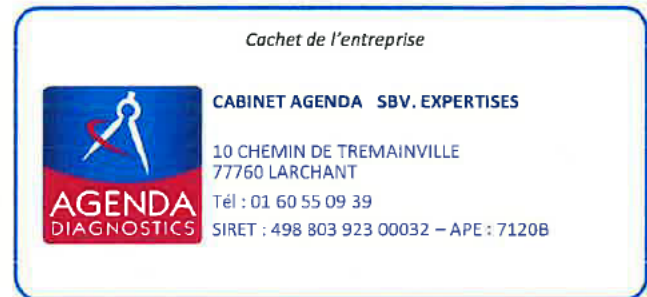 Cachet de l'entreprise
CABINET AGENDA SBV. EXPERTISES
10 CHEMIN DE TREMAINVILLE
77760 LARCHANT
Tél : 01 60 55 09 39
SIRET : 498 803 923 00032 – APE : 7120B
AGENDA
DIAGNOSTICS